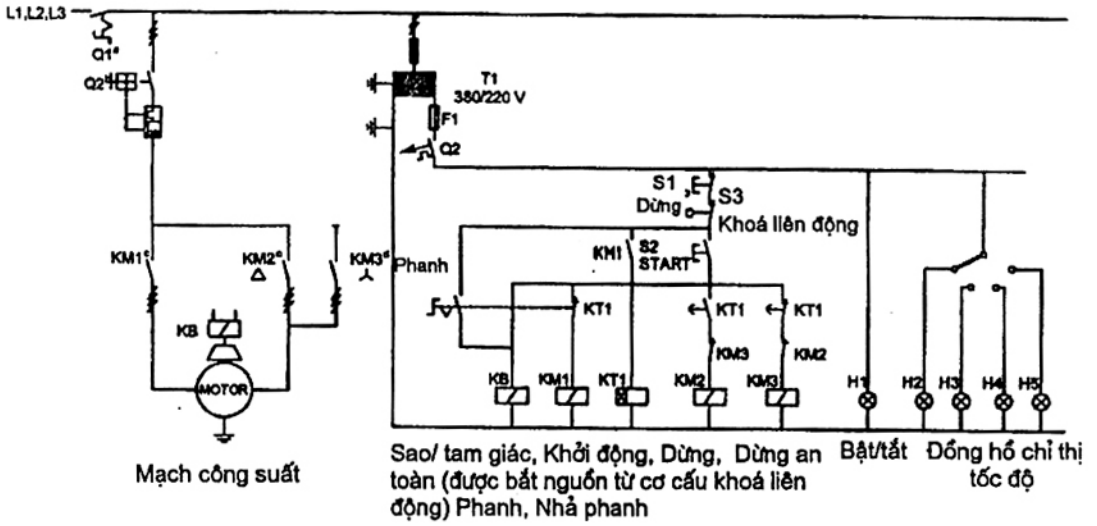 L1,L2,L3
Q1
Q2
T1
380/220 V
F1
Q2
S1
S3
Dừng
Khoá liên động
KM1
S2
START
KM1
KM2
KM3
Phanh
KB
MOTOR
KT1
KT1
KT1
KM3
KM2
KB
KM1
KT1
KM2
KM3
H1
H2
H3
H4
H5
Mạch công suất
Sao/ tam giác, Khởi động, Dừng, Dừng an
toàn (được bắt nguồn từ cơ cấu khoá liên
động) Phanh, Nhả phanh
Bật/tắt
Đồng hồ chỉ thị
tốc độ